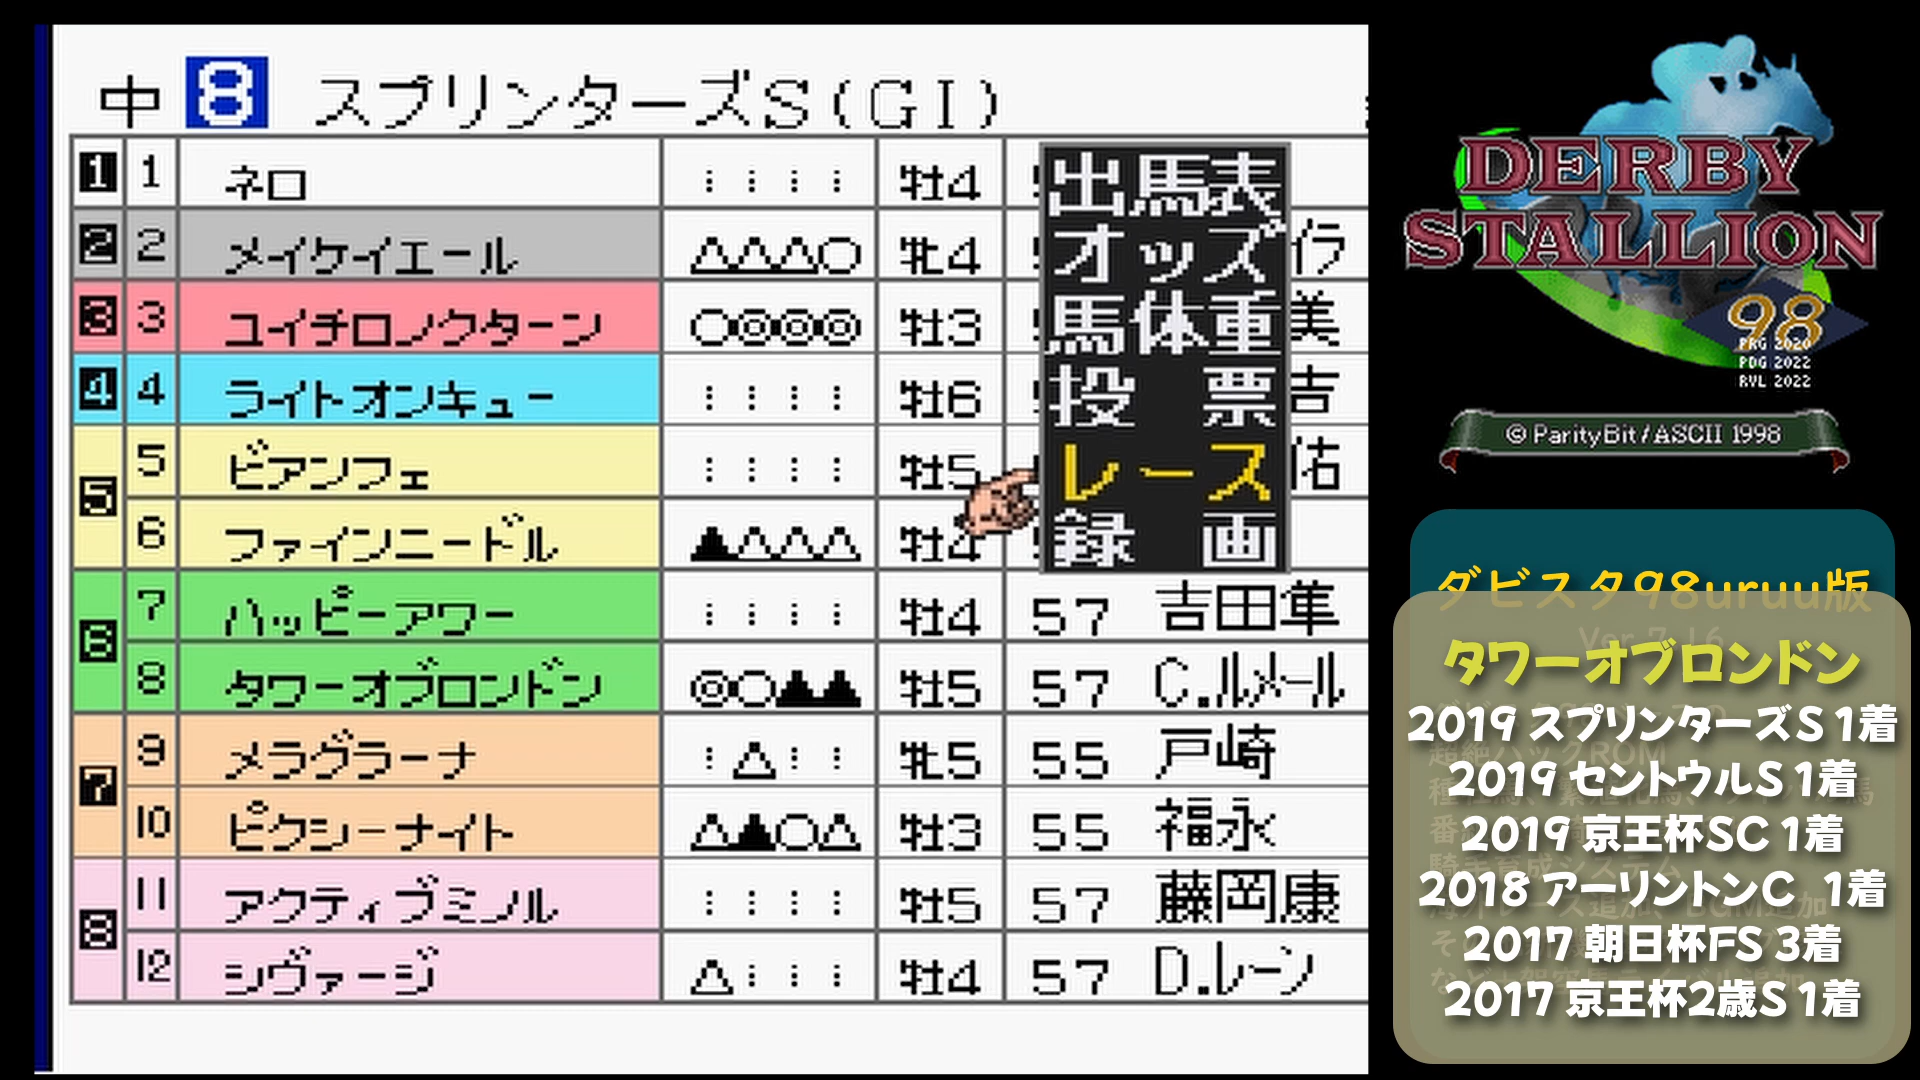 中 8 スプリンターズS(GI)
1 1 ネロ 牡4
2 2 メイケイエール △△△○ 牝4
3 3 ユイチロノクターン ○◎◎◎ 牡3 美
4 4 ライトオンキュー 牡6 吉
5 5 ビアンフェ 牡5 佑
6 ファインニードル ▲△△△ 牡4
6 7 ハッピーアワー 牡4 57 吉田隼
8 タワーオブロンドン ◎○▲▲ 牡5 57 C.ルメール
7 9 メラグラーナ △ 牝5 55 戸崎
10 ピクシーナイト △▲○△ 牡3 55 福永
8 11 アクティブミノル 牡5 57 藤岡康
12 シヴァージ △ 牡4 57 D.レーン
出馬表
オッズ
馬体重
投票
レース
録画
DERBY
STALLION
98
PRG 2020
PDG 2022
RVL 2022
© ParityBit / ASCII 1998
ダビスタ98uruu版
タワーオブロンドン
2019 スプリンターズS 1着
2019 セントウルS 1着
2019 京王杯SC 1着
2018 アーリントンC 1着
2017 朝日杯FS 3着
2017 京王杯2歳S 1着